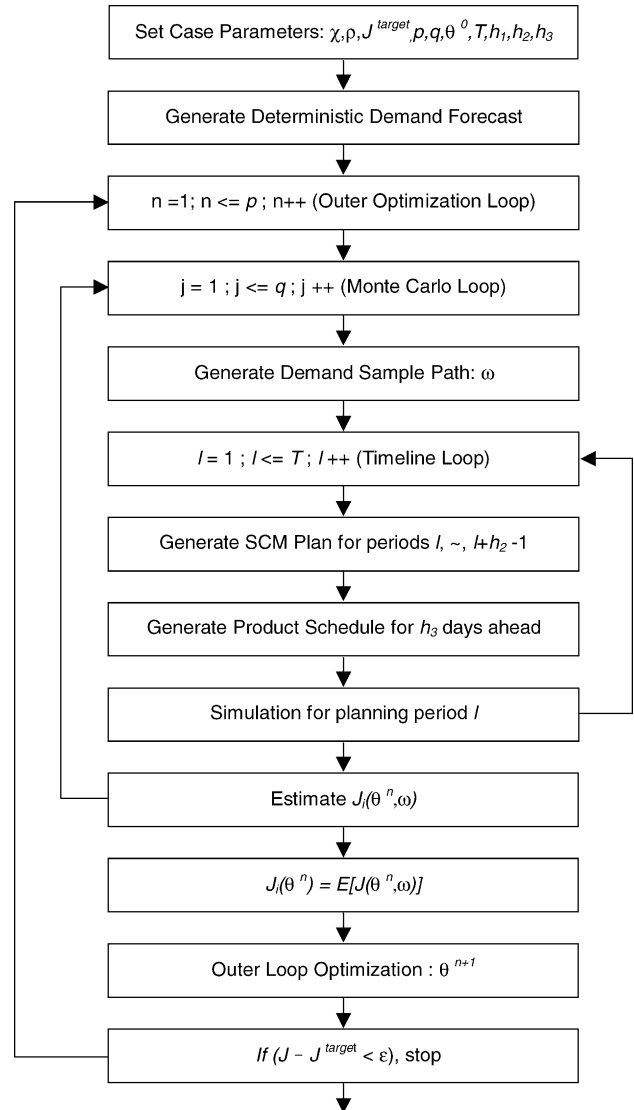 Set Case Parameters: χ,ρ,J target,p,q,θ 0,T,h1,h2,h3
Generate Deterministic Demand Forecast
n =1; n <= p ; n++ (Outer Optimization Loop)
j = 1 ; j <= q ; j ++ (Monte Carlo Loop)
Generate Demand Sample Path: ω
l = 1 ; l <= T ; l ++ (Timeline Loop)
Generate SCM Plan for periods l, ~, l+h2 -1
Generate Product Schedule for h3 days ahead
Simulation for planning period l
Estimate Ji(θ n,ω)
Ji(θ n) = E[J(θ n,ω)]
Outer Loop Optimization : θ n+1
If (J - J target < ε), stop